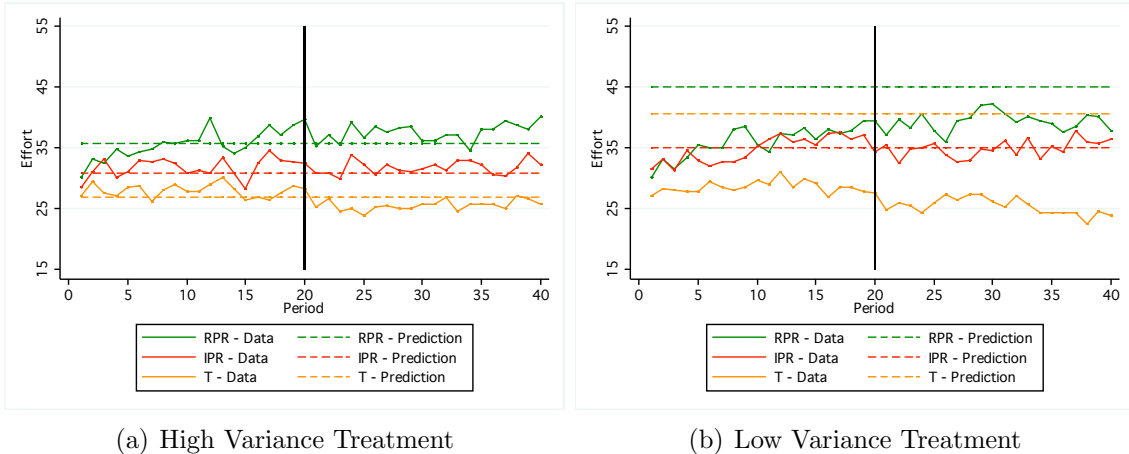 55
45
35
25
15
Effort
0 5 10 15 20 25 30 35 40
Period
RPR - Data RPR - Prediction
IPR - Data IPR - Prediction
T - Data T - Prediction
(a) High Variance Treatment
55
45
35
25
15
Effort
0 5 10 15 20 25 30 35 40
Period
RPR - Data RPR - Prediction
IPR - Data IPR - Prediction
T - Data T - Prediction
(b) Low Variance Treatment